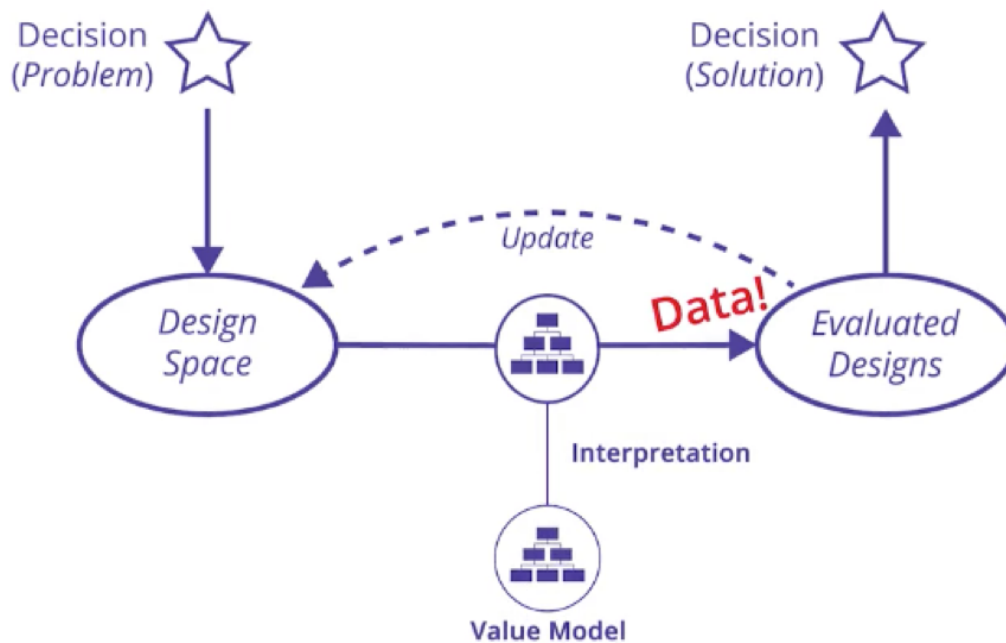 Decision
(Problem)
Decision
(Solution)
Update
Data!
Design
Space
Evaluated
Designs
Interpretation
Value Model